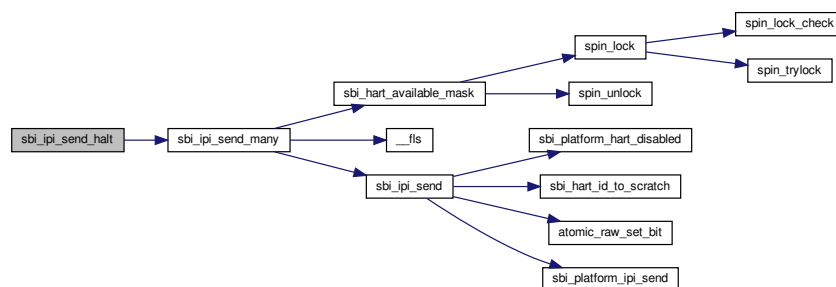 sbi_ipi_send_halt
sbi_ipi_send_many
sbi_hart_available_mask
__fls
sbi_ipi_send
spin_lock
spin_unlock
sbi_platform_hart_disabled
sbi_hart_id_to_scratch
atomic_raw_set_bit
sbi_platform_ipi_send
spin_lock_check
spin_trylock